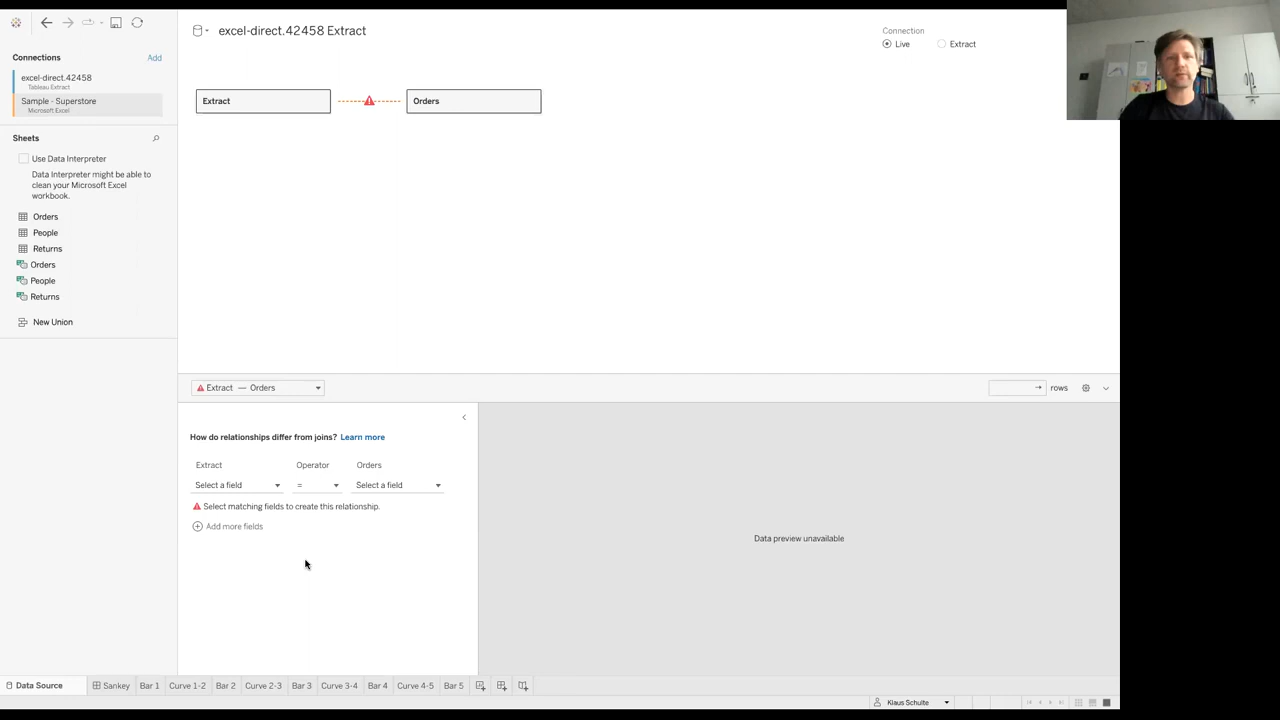 excel-direct.42458 Extract
Connection
Live
Extract
Connections
Add
excel-direct.42458
Tableau Extract
Sample - Superstore
Microsoft Excel
Extract
Orders
Sheets
Use Data Interpreter
Data Interpreter might be able to
clean your Microsoft Excel
workbook.
Orders
People
Returns
Orders
People
Returns
New Union
Extract — Orders
rows
How do relationships differ from joins? Learn more
Extract
Operator
Orders
Select a field
=
Select a field
Select matching fields to create this relationship.
Add more fields
Data preview unavailable
Data Source
Sankey
Bar 1
Curve 1-2
Bar 2
Curve 2-3
Bar 3
Curve 3-4
Bar 4
Curve 4-5
Bar 5
Klaus Schulte